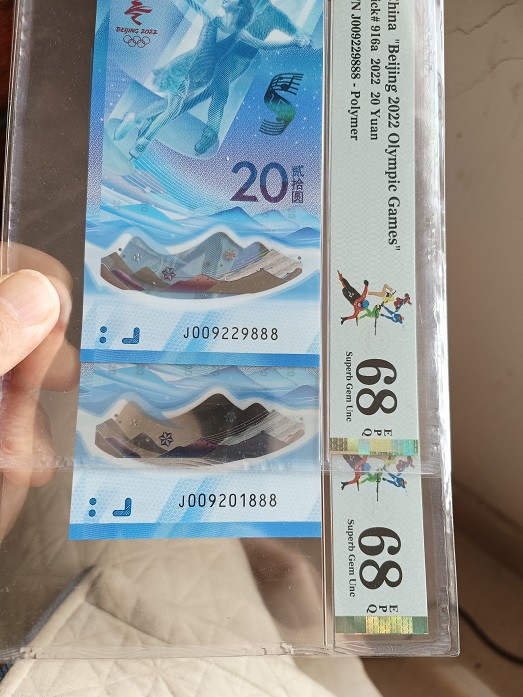 BEIJING 2022
20
贰拾圆
J009229888
J009201888
China "Beijing 2022 Olympic Games"
ick# 916a 2022 20 Yuan
N J009229888 - Polymer
68
EPQ
Superb Gem Unc
68
EPQ
Superb Gem Unc